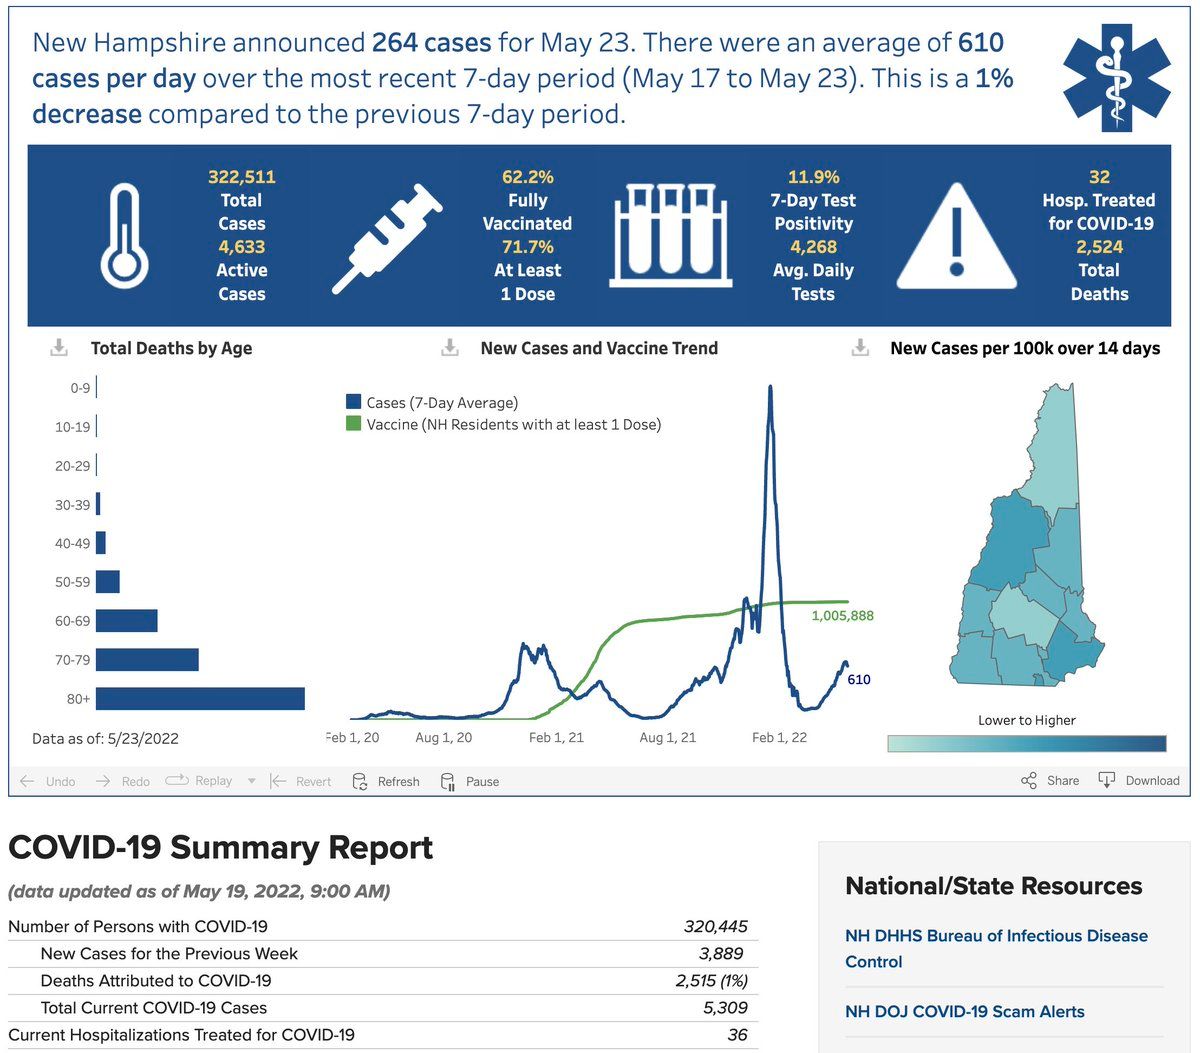 New Hampshire announced 264 cases for May 23. There were an average of 610
cases per day over the most recent 7-day period (May 17 to May 23). This is a 1%
decrease compared to the previous 7-day period.
322,511
Total
Cases
4,633
Active
Cases
62.2%
Fully
Vaccinated
71.7%
At Least
1 Dose
11.9%
7-Day Test
Positivity
4,268
Avg. Daily
Tests
32
Hosp. Treated
for COVID-19
2,524
Total
Deaths
Total Deaths by Age
0-9
10-19
20-29
30-39
40-49
50-59
60-69
70-79
80+
Data as of: 5/23/2022
New Cases and Vaccine Trend
Cases (7-Day Average)
Vaccine (NH Residents with at least 1 Dose)
1,005,888
610
Feb 1, 20
Aug 1, 20
Feb 1, 21
Aug 1, 21
Feb 1, 22
New Cases per 100k over 14 days
Lower to Higher
Undo
Redo
Replay
Revert
Refresh
Pause
Share
Download
COVID-19 Summary Report
(data updated as of May 19, 2022, 9:00 AM)
Number of Persons with COVID-19 320,445
New Cases for the Previous Week 3,889
Deaths Attributed to COVID-19 2,515 (1%)
Total Current COVID-19 Cases 5,309
Current Hospitalizations Treated for COVID-19 36
National/State Resources
NH DHHS Bureau of Infectious Disease
Control
NH DOJ COVID-19 Scam Alerts